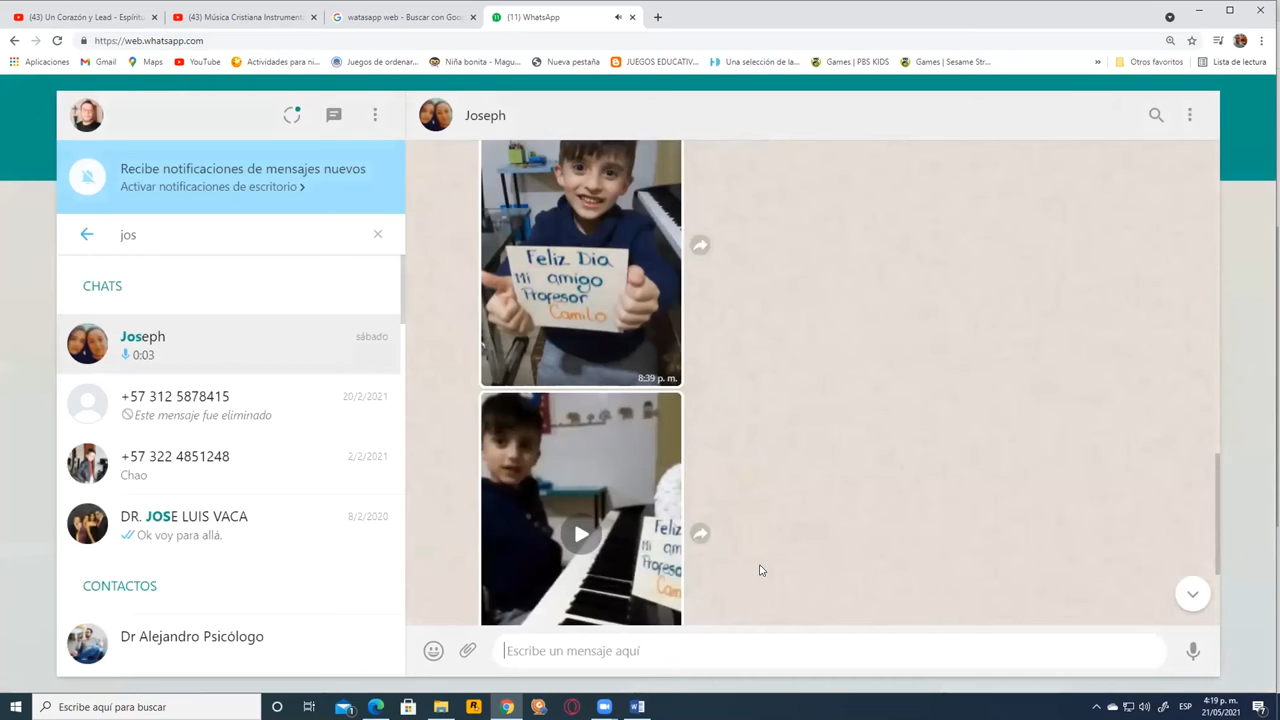 (43) Un Corazón y Lead - Espíritu
(43) Música Cristiana Instrument
watasapp web - Buscar con Goo
(11) WhatsApp
https://web.whatsapp.com
Aplicaciones
Gmail
Maps
YouTube
Actividades para ni...
Juegos de ordenar...
Niña bonita - Magu...
Nueva pestaña
JUEGOS EDUCATIV...
Una selección de la...
Games | PBS KIDS
Games | Sesame Str...
»
Otros favoritos
Lista de lectura
Joseph
Recibe notificaciones de mensajes nuevos
Activar notificaciones de escritorio >
jos
CHATS
Joseph sábado
0:03
+57 312 5878415 20/2/2021
Este mensaje fue eliminado
+57 322 4851248 2/2/2021
Chao
DR. JOSE LUIS VACA 8/2/2020
Ok voy para allá.
CONTACTOS
Dr Alejandro Psicólogo
Feliz Dia
Mi amigo
Profesor
Camilo
8:39 p. m.
Feliz
Mi am
Profeso
Cam
Escribe un mensaje aquí
Escribe aquí para buscar
ESP
4:19 p. m.
21/05/2021